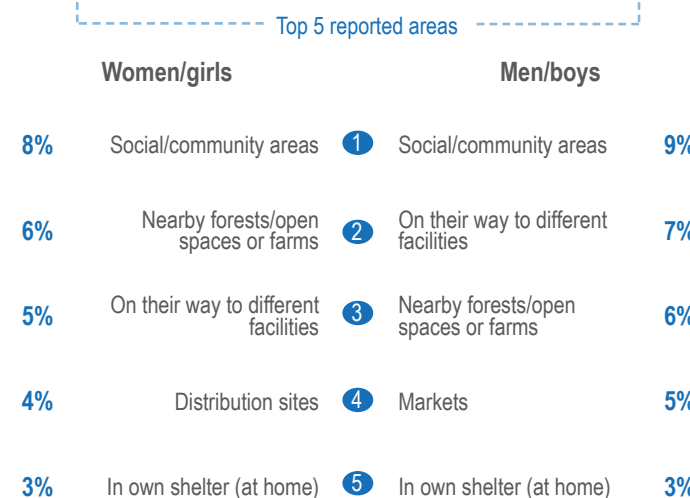 Top 5 reported areas
Women/girls
Men/boys
8% Social/community areas 1 Social/community areas 9%
6% Nearby forests/open spaces or farms 2 On their way to different facilities 7%
5% On their way to different facilities 3 Nearby forests/open spaces or farms 6%
4% Distribution sites 4 Markets 5%
3% In own shelter (at home) 5 In own shelter (at home) 3%